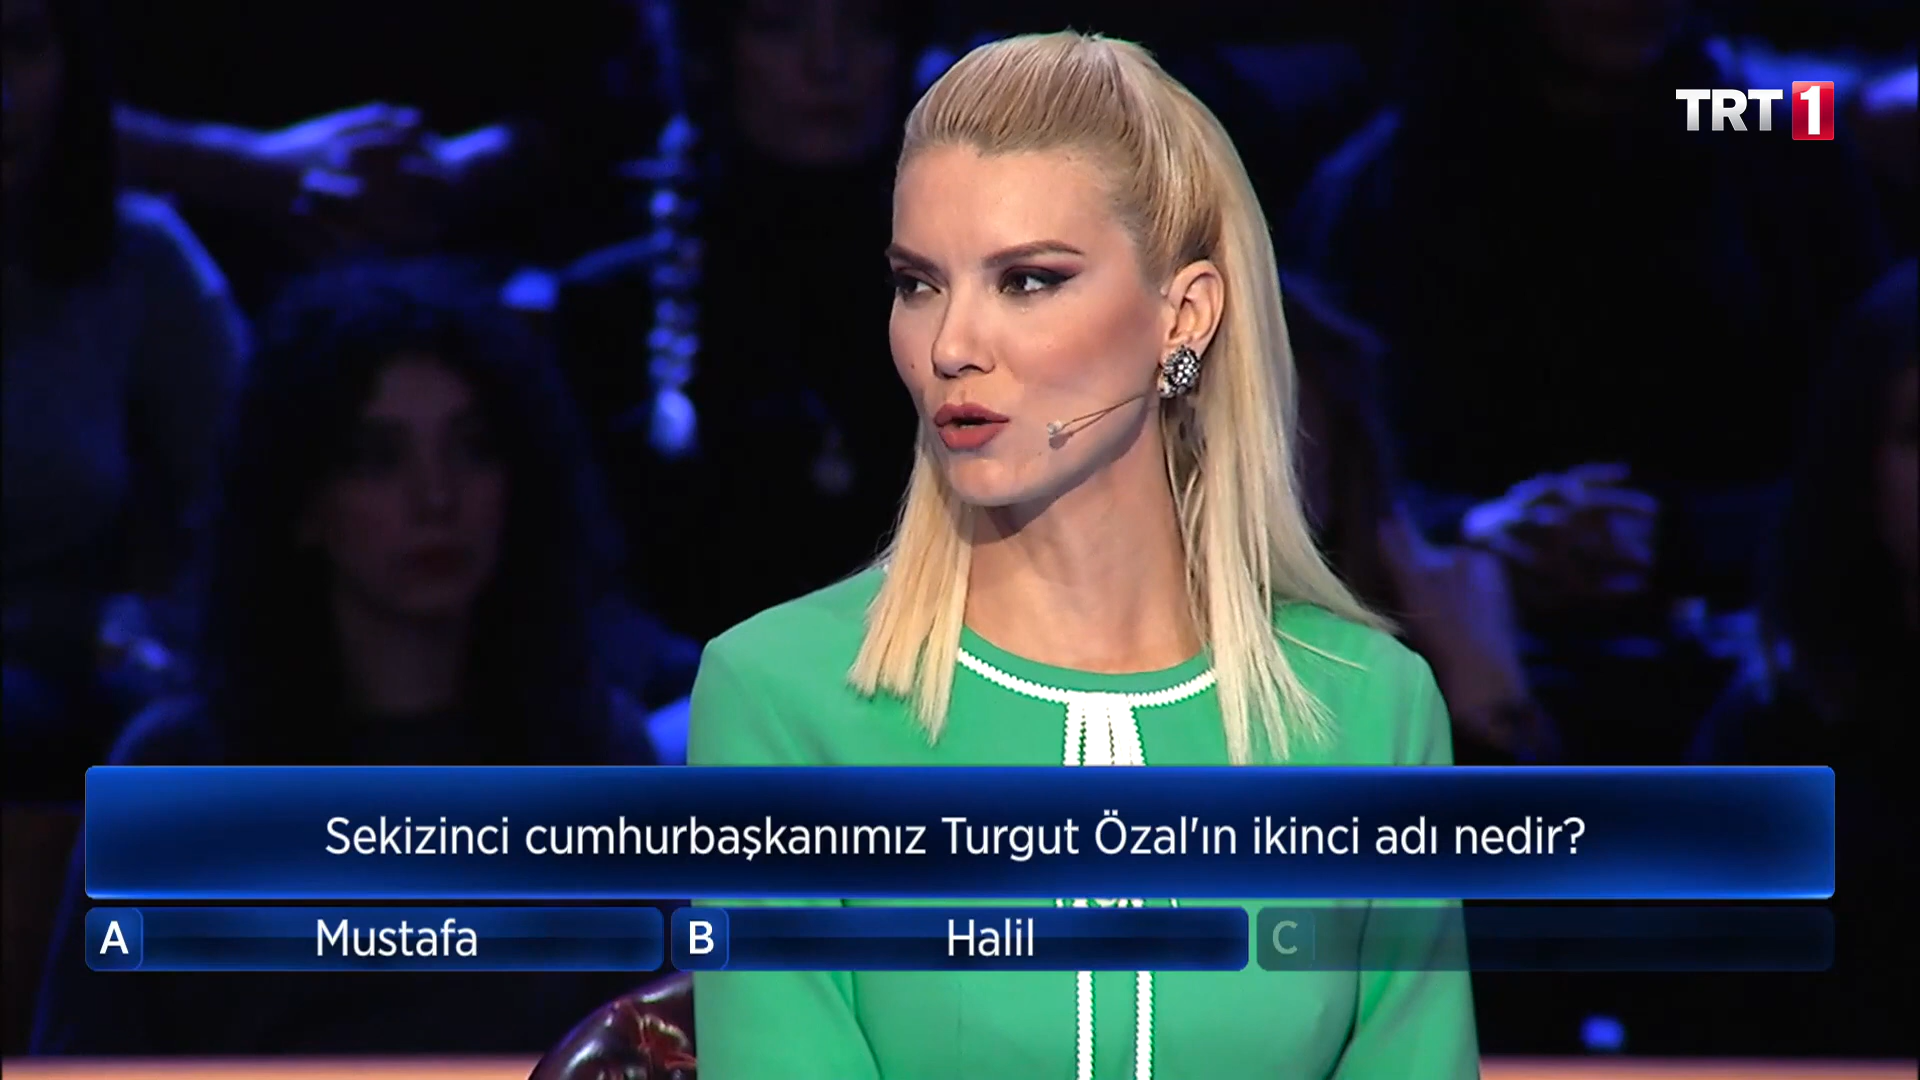 TRT 1
Sekizinci cumhurbaşkanımız Turgut Özal'ın ikinci adı nedir?
A Mustafa
B Halil
C